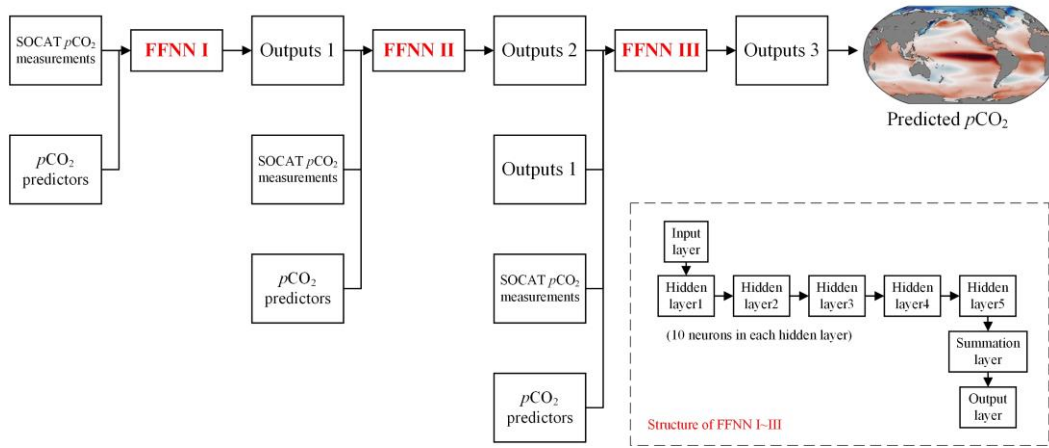 SOCAT pCO₂
measurements
FFNN I
Outputs 1
FFNN II
Outputs 2
FFNN III
Outputs 3
Predicted pCO₂
pCO₂
predictors
SOCAT pCO₂
measurements
Outputs 1
pCO₂
predictors
SOCAT pCO₂
measurements
pCO₂
predictors
Input
layer
Hidden
layer1
Hidden
layer2
Hidden
layer3
Hidden
layer4
Hidden
layer5
(10 neurons in each hidden layer)
Summation
layer
Output
layer
Structure of FFNN I~III